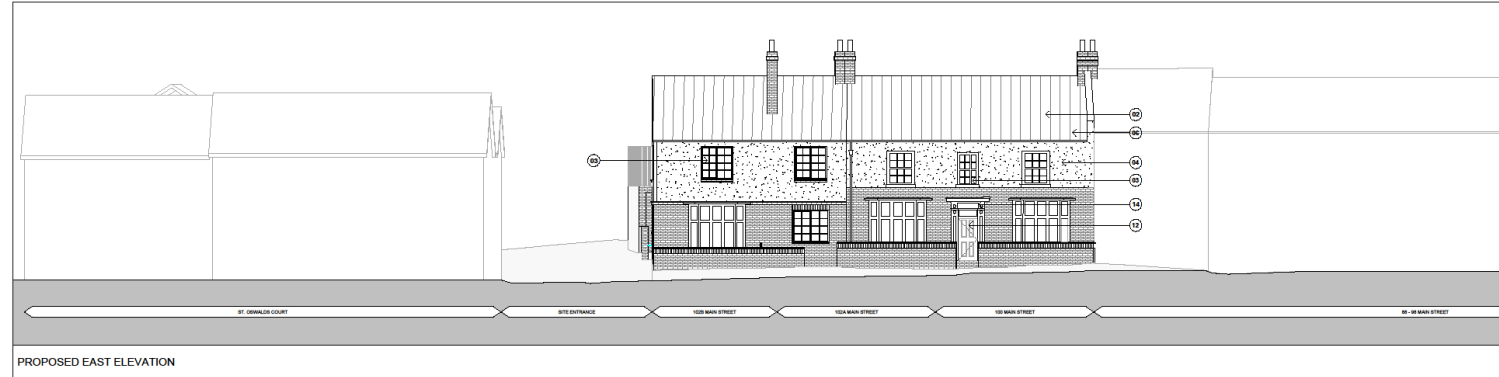 02
06
03
04
03
14
12
ST. OSWALDS COURT
SITE ENTRANCE
102B MAIN STREET
102A MAIN STREET
100 MAIN STREET
88 - 98 MAIN STREET
PROPOSED EAST ELEVATION